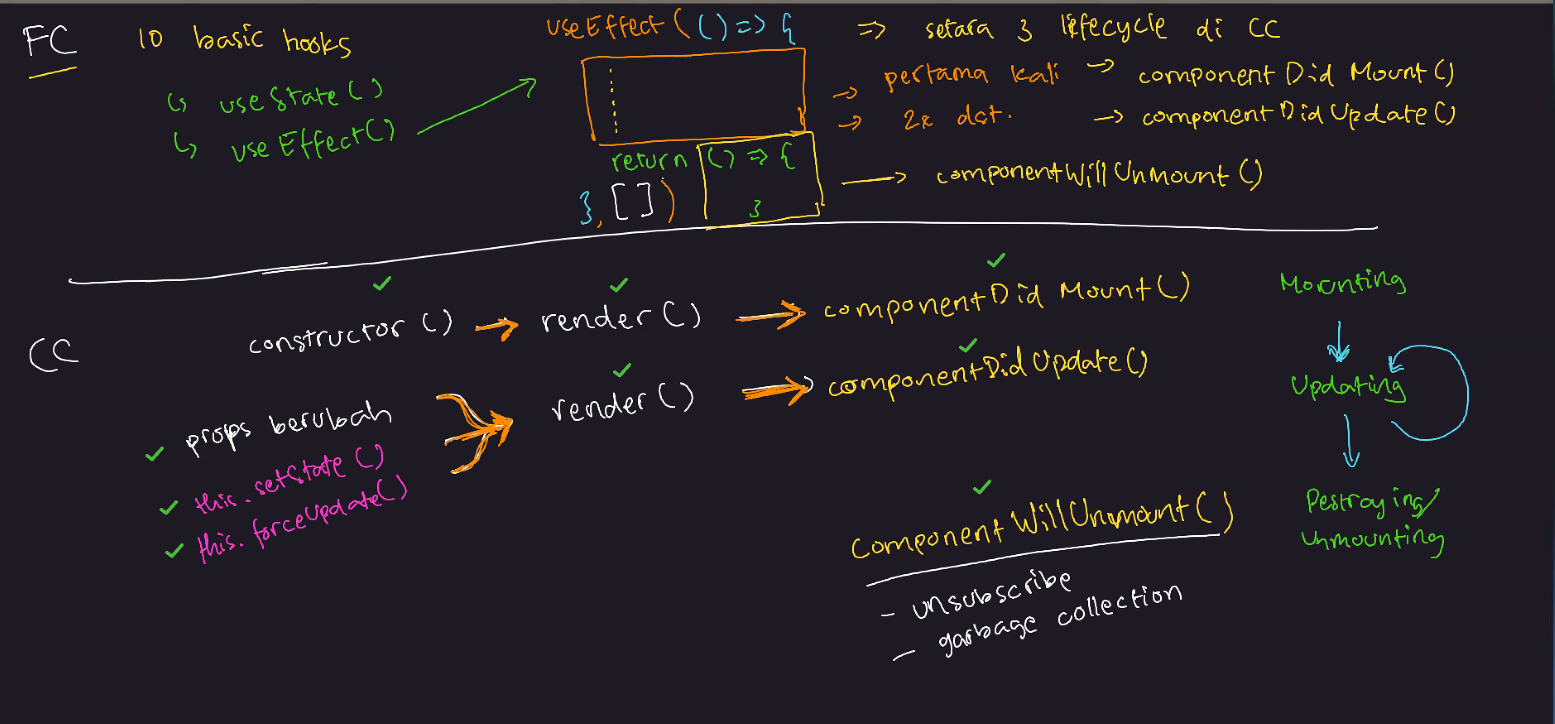 FC 10 basic hooks
↳ useState()
↳ useEffect()
useEffect(() => {
return () => {
}
}, [])
=> setara 3 lifecycle di CC
→ pertama kali → componentDidMount()
→ 2x dst. → componentDidUpdate()
→ componentWillUnmount()
CC
constructor() → render() → componentDidMount()
props berubah
this.setState()
this.forceUpdate()
render() → componentDidUpdate()
componentWillUnmount()
- unsubscribe
- garbage collection
Mounting
Updating
Destroying/
Unmounting